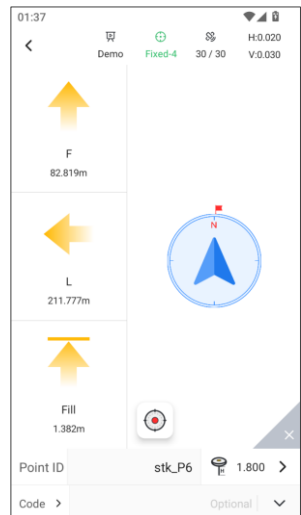 01:37
Demo
Fixed-4
30 / 30
H:0.020
V:0.030
F
82.819m
N
L
211.777m
Fill
1.382m
Point ID stk_P6 1.800
Code Optional